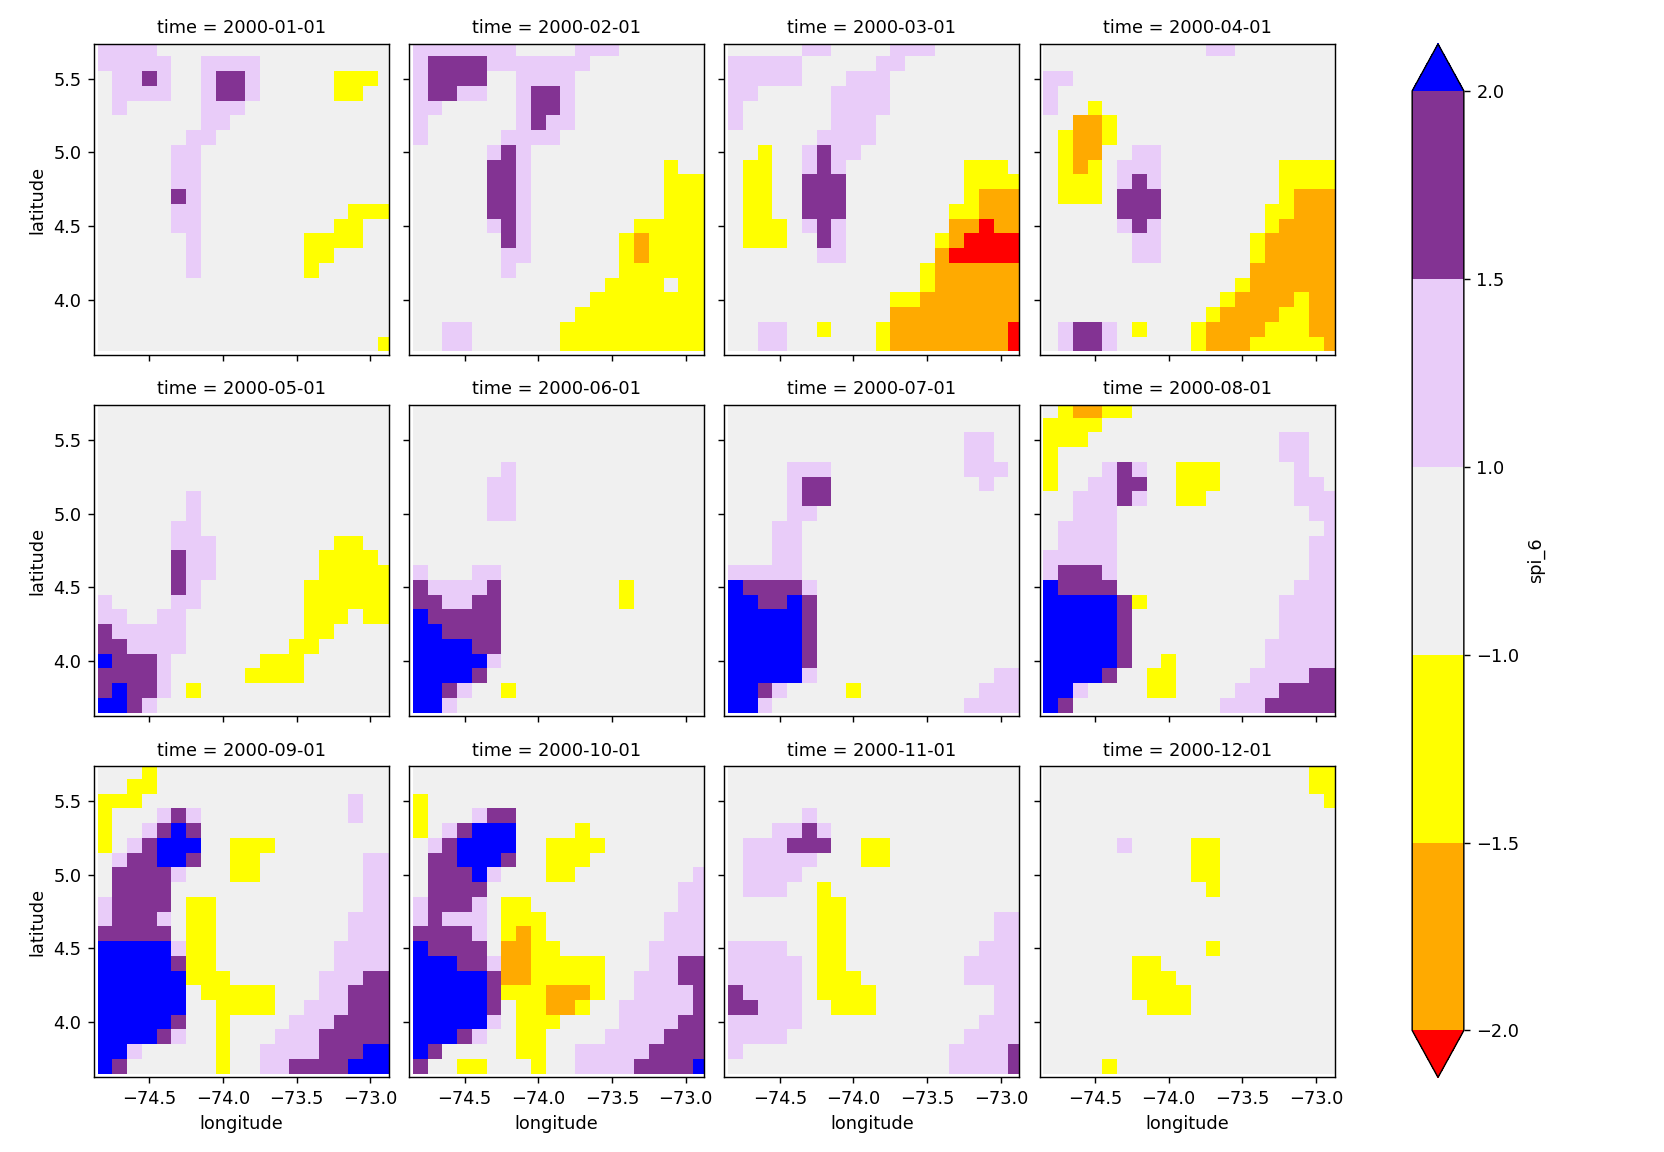 time = 2000-01-01
time = 2000-02-01
time = 2000-03-01
time = 2000-04-01
latitude
5.5
5.0
4.5
4.0
time = 2000-05-01
time = 2000-06-01
time = 2000-07-01
time = 2000-08-01
latitude
5.5
5.0
4.5
4.0
time = 2000-09-01
time = 2000-10-01
time = 2000-11-01
time = 2000-12-01
latitude
5.5
5.0
4.5
4.0
−74.5 −74.0 −73.5 −73.0
longitude
−74.5 −74.0 −73.5 −73.0
longitude
−74.5 −74.0 −73.5 −73.0
longitude
−74.5 −74.0 −73.5 −73.0
longitude
2.0
1.5
1.0
−1.0
−1.5
−2.0
spi_6